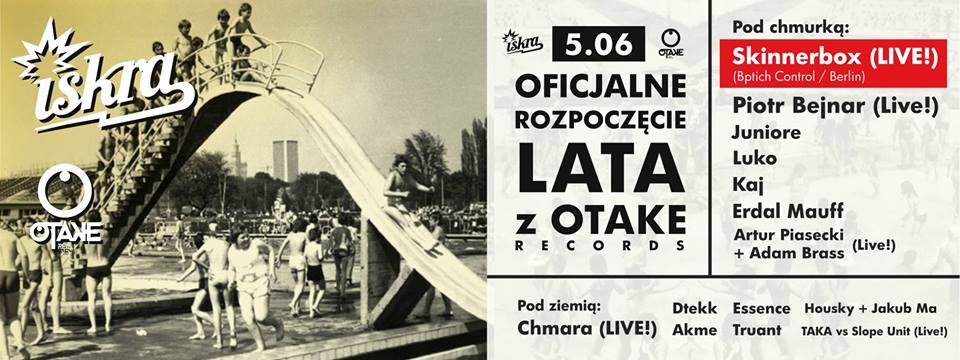 iskra
OTAKE
RECORDS
iskra
5.06
OTAKE
OFICJALNE
ROZPOCZĘCIE
LATA
z OTAKE
RECORDS
Pod chmurką:
Skinnerbox (LIVE!)
(Bptich Control / Berlin)
Piotr Bejnar (Live!)
Juniore
Luko
Kaj
Erdal Mauff
Artur Piasecki
+ Adam Brass (Live!)
Pod ziemią:
Chmara (LIVE!)
Dtekk Essence Housky + Jakub Ma
Akme Truant TAKA vs Slope Unit (Live!)